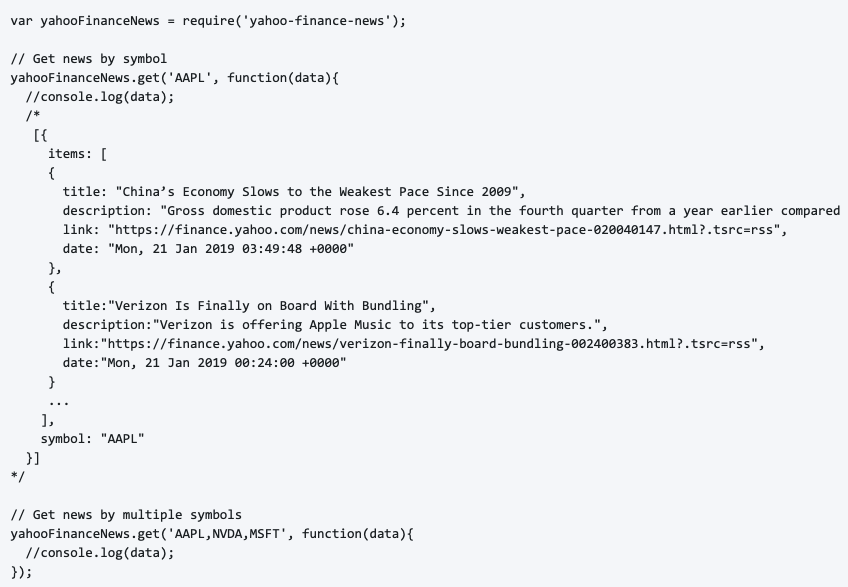 var yahooFinanceNews = require('yahoo-finance-news');

// Get news by symbol
yahooFinanceNews.get('AAPL', function(data){
  //console.log(data);
  /*
   [{
     items: [
     {
       title: "China’s Economy Slows to the Weakest Pace Since 2009",
       description: "Gross domestic product rose 6.4 percent in the fourth quarter from a year earlier compared
       link: "https://finance.yahoo.com/news/china-economy-slows-weakest-pace-020040147.html?.tsrc=rss",
       date: "Mon, 21 Jan 2019 03:49:48 +0000"
     },
     {
       title:"Verizon Is Finally on Board With Bundling",
       description:"Verizon is offering Apple Music to its top-tier customers.",
       link:"https://finance.yahoo.com/news/verizon-finally-board-bundling-002400383.html?.tsrc=rss",
       date:"Mon, 21 Jan 2019 00:24:00 +0000"
     }
     ...
    ],
    symbol: "AAPL"
  }]
*/

// Get news by multiple symbols
yahooFinanceNews.get('AAPL,NVDA,MSFT', function(data){
  //console.log(data);
});